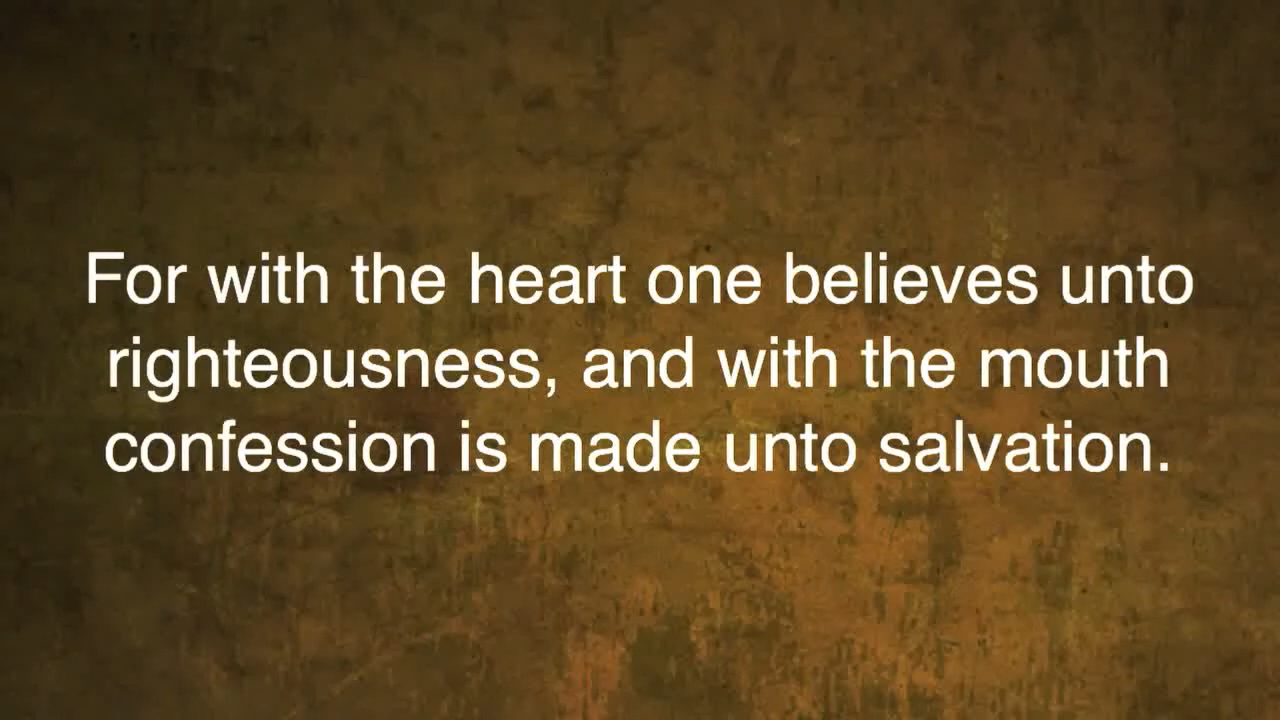 For with the heart one believes unto
righteousness, and with the mouth
confession is made unto salvation.